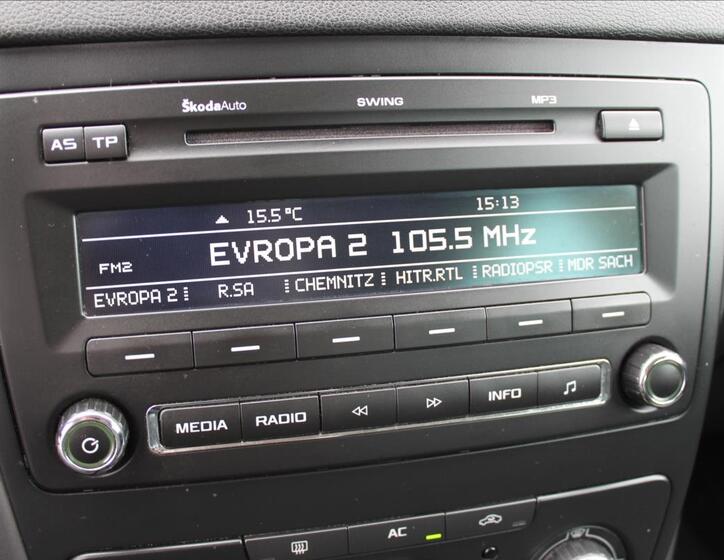 ŠkodaAuto SWING MP3
AS TP
15.5°C 15:13
FM2 EVROPA 2 105.5 MHz
EVROPA 2 R.SA CHEMNITZ HITR.RTL RADIOPSR MDR SACH
MEDIA RADIO INFO
AC